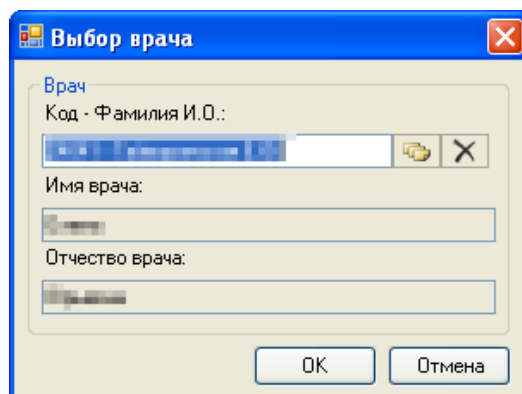 Выбор врача
Врач
Код - Фамилия И.О.:
Имя врача:
Отчество врача:
OK Отмена